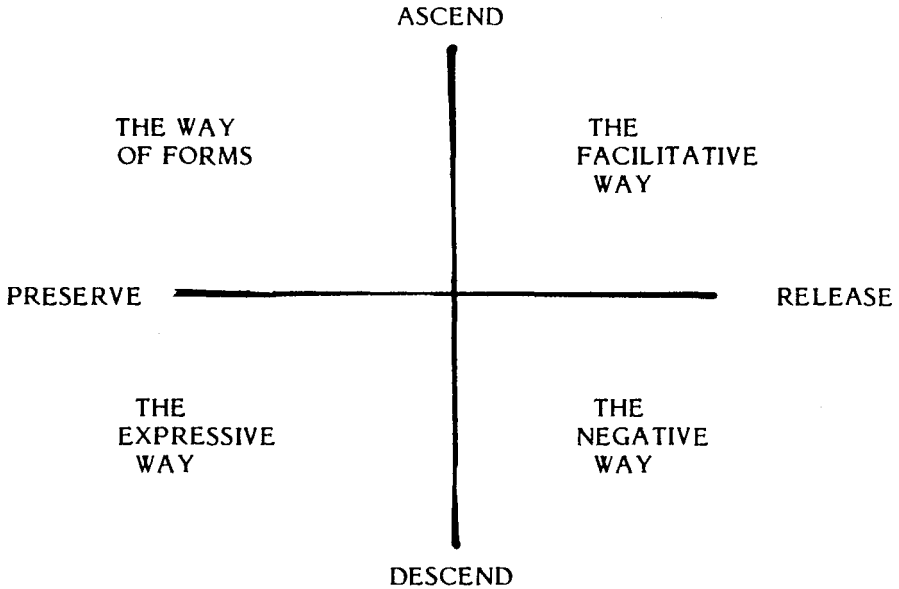 ASCEND
THE WAY
OF FORMS
THE
FACILITATIVE
WAY
PRESERVE
RELEASE
THE
EXPRESSIVE
WAY
THE
NEGATIVE
WAY
DESCEND